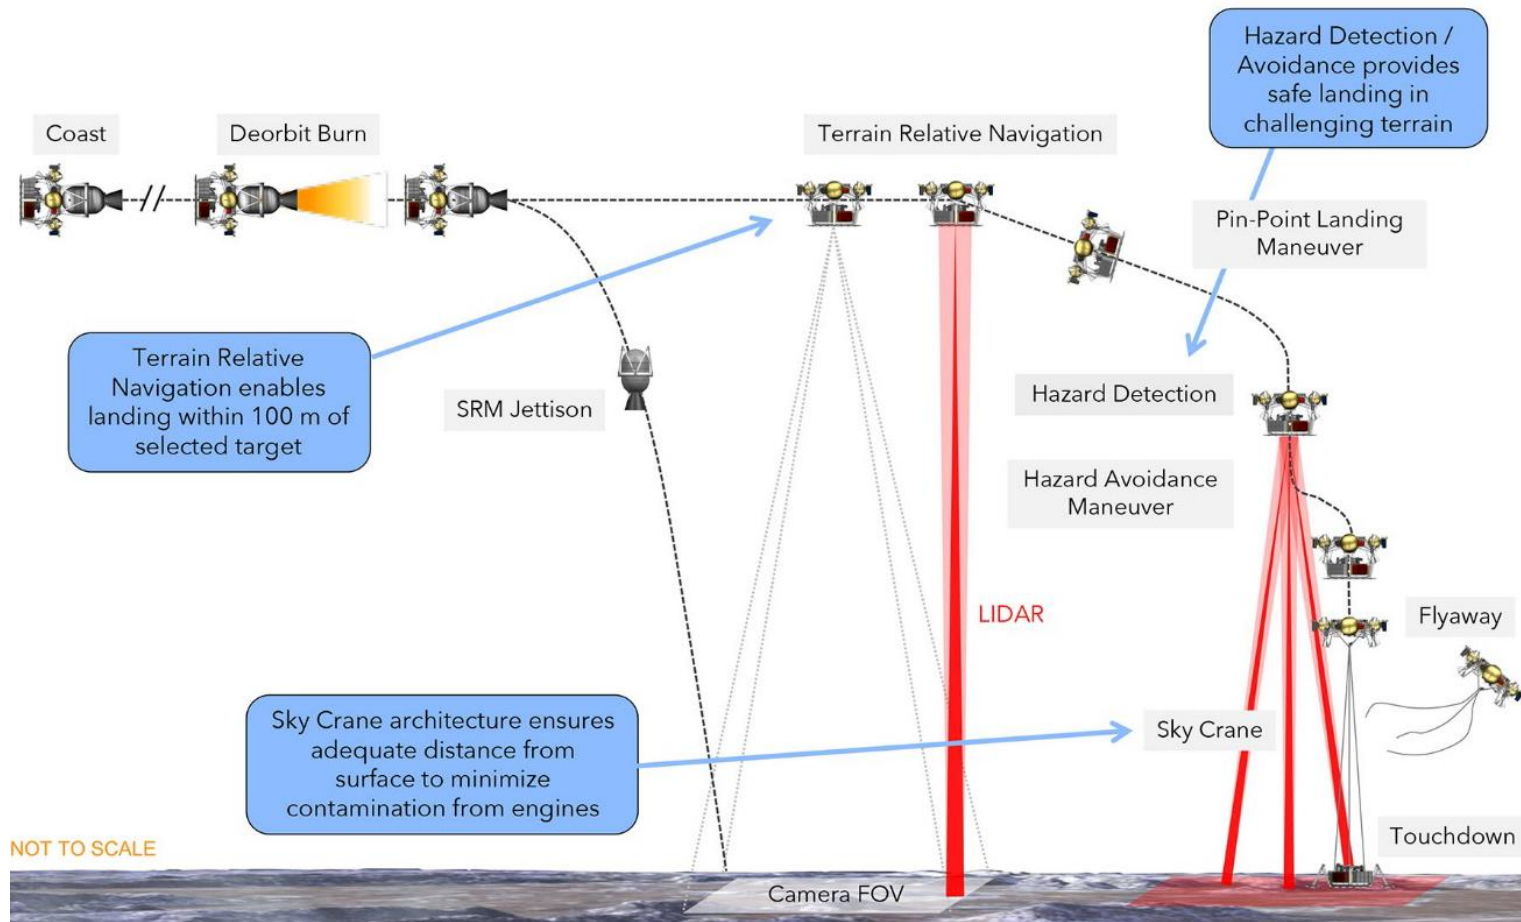 Hazard Detection /
Avoidance provides
safe landing in
challenging terrain
Coast
Deorbit Burn
Terrain Relative Navigation
Pin-Point Landing
Maneuver
Terrain Relative
Navigation enables
landing within 100 m of
selected target
SRM Jettison
Hazard Detection
Hazard Avoidance
Maneuver
LIDAR
Flyaway
Sky Crane architecture ensures
adequate distance from
surface to minimize
contamination from engines
Sky Crane
Touchdown
NOT TO SCALE
Camera FOV